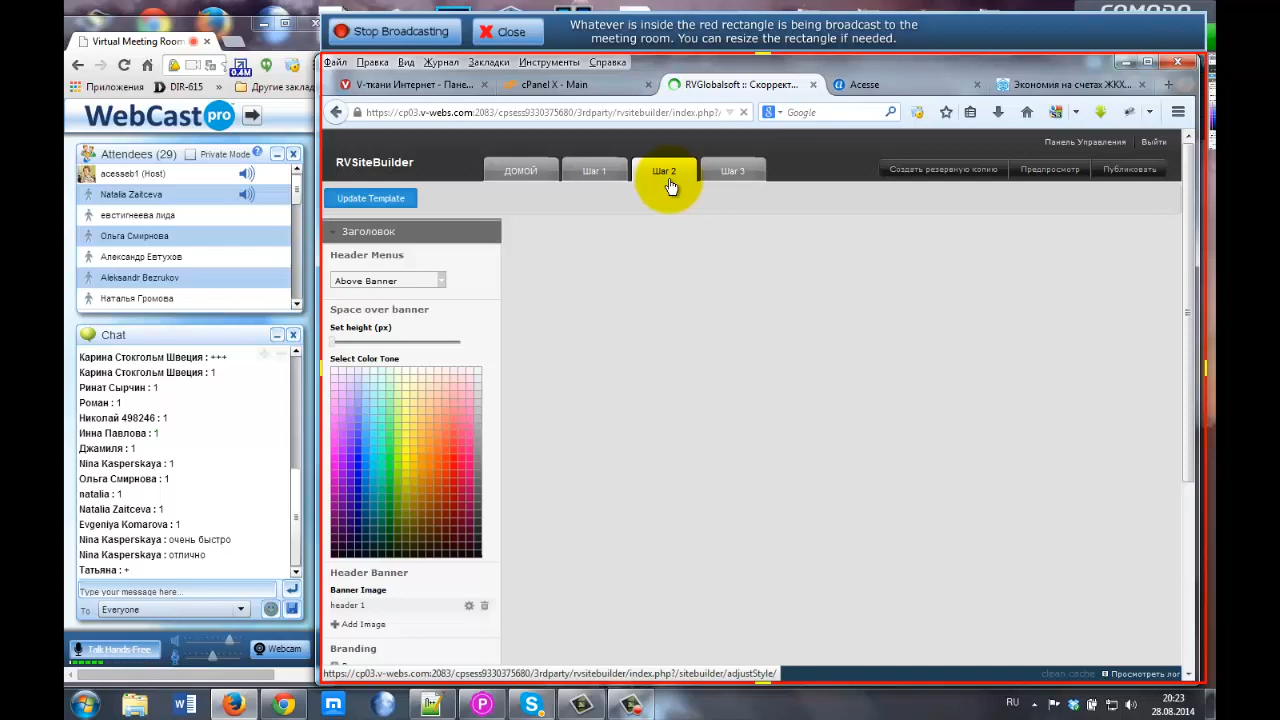 COMODO
Stop Broadcasting
Close
Whatever is inside the red rectangle is being broadcast to the
meeting room. You can resize the rectangle if needed.
Virtual Meeting Room
0.4M
Приложения
DIR-615
Другие закладк
WebCast pro
Attendees (29)
Private Mode
acesseb1 (Host)
Natalia Zaitceva
евстигнеева лида
Ольга Смирнова
Александр Евтухов
Aleksandr Bezrukov
Наталья Громова
Chat
Карина Стокгольм Швеция : +++
Карина Стокгольм Швеция : 1
Ринат Сырчин : 1
Роман : 1
Николай 498246 : 1
Инна Павлова : 1
Джамиля : 1
Nina Kasperskaya : 1
Ольга Смирнова : 1
natalia : 1
Natalia Zaitceva : 1
Evgeniya Komarova : 1
Nina Kasperskaya : очень быстро
Nina Kasperskaya : отлично
Татьяна : +
Type your message here...
To: Everyone
Talk Hands-Free
Webcam
Файл Правка Вид Журнал Закладки Инструменты Справка
V-ткани Интернет - Пане...
cPanel X - Main
RVGlobalsoft :: Скоррект...
Acesse
Экономия на счетах ЖКХ...
https://cp03.v-webs.com:2083/cpsess9330375680/3rdparty/rvsitebuilder/index.php?/
Google
Панель Управления Выйти
RVSiteBuilder
ДОМОЙ
Шаг 1
Шаг 2
Шаг 3
Создать резервную копию
Предпросмотр
Публиковать
Update Template
Заголовок
Header Menus
Above Banner
Space over banner
Set height (px)
Select Color Tone
Header Banner
Banner Image
header 1
Add Image
Branding
https://cp03.v-webs.com:2083/cpsess9330375680/3rdparty/rvsitebuilder/index.php?/sitebuilder/adjustStyle/
clean cache
Просмотреть лог
RU
20:23
28.08.2014